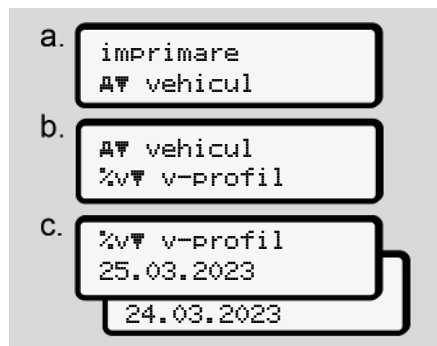 a.
imprimare
A▼ vehicul
b.
A▼ vehicul
%v▼ v-profil
c.
%v▼ v-profil
25.03.2023
24.03.2023